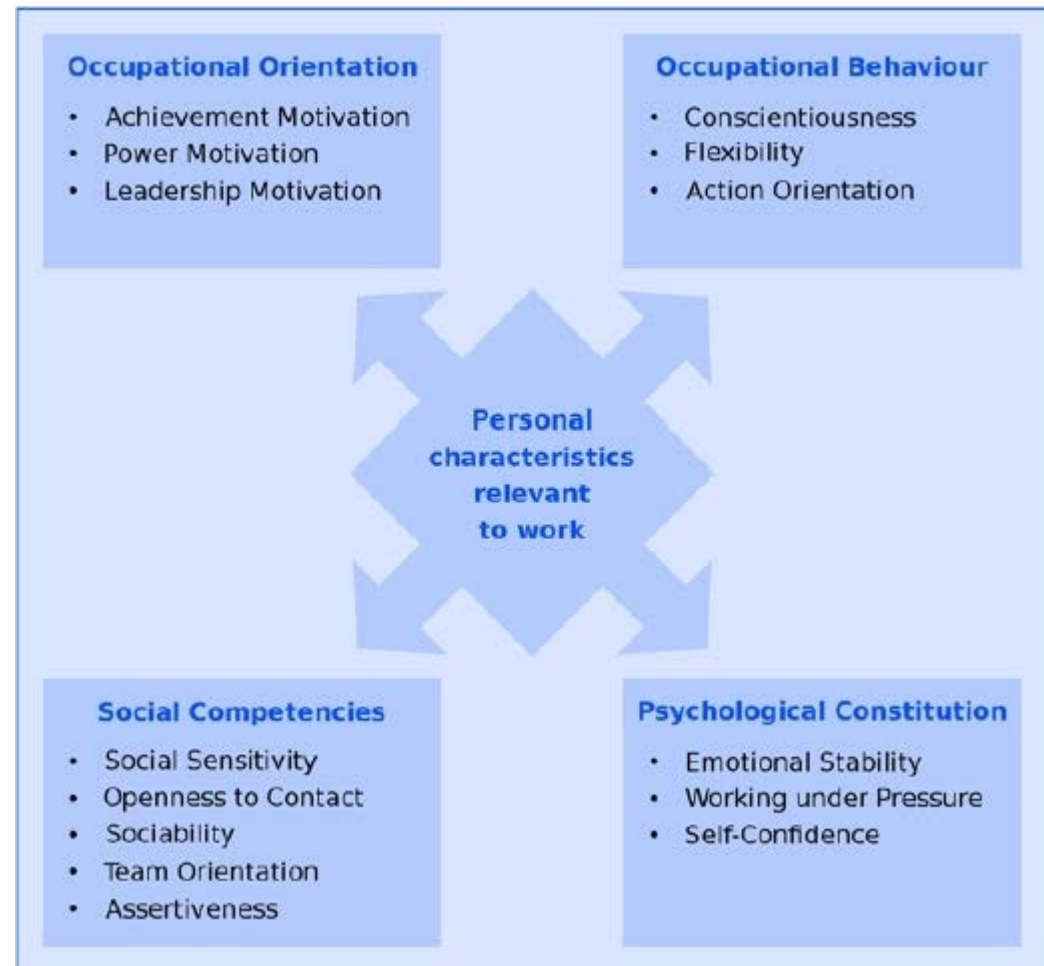 Occupational Orientation
• Achievement Motivation
• Power Motivation
• Leadership Motivation
Occupational Behaviour
• Conscientiousness
• Flexibility
• Action Orientation
Personal
characteristics
relevant
to work
Social Competencies
• Social Sensitivity
• Openness to Contact
• Sociability
• Team Orientation
• Assertiveness
Psychological Constitution
• Emotional Stability
• Working under Pressure
• Self-Confidence